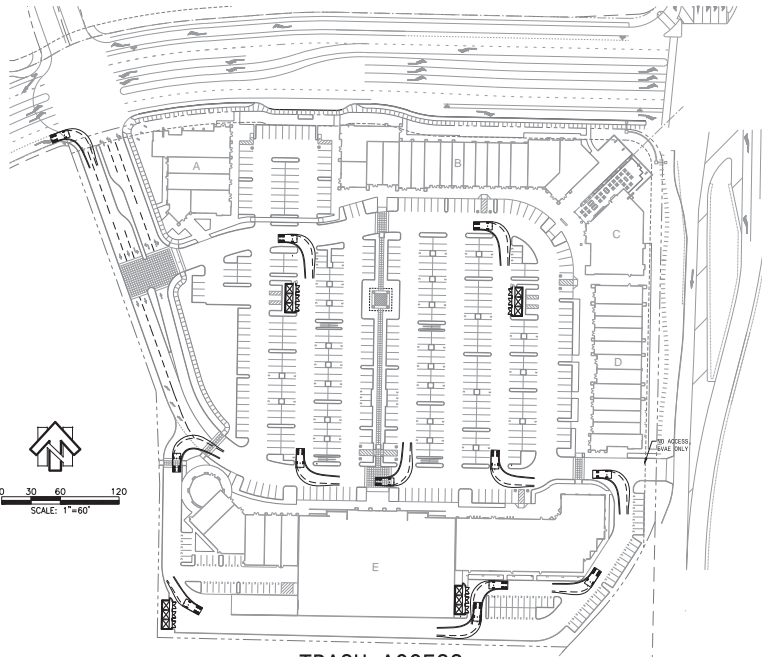 A
B
C
D
NO ACCESS,
EVAE ONLY
0 30 60 120
SCALE: 1"=60'
E
TRASH ACCESS